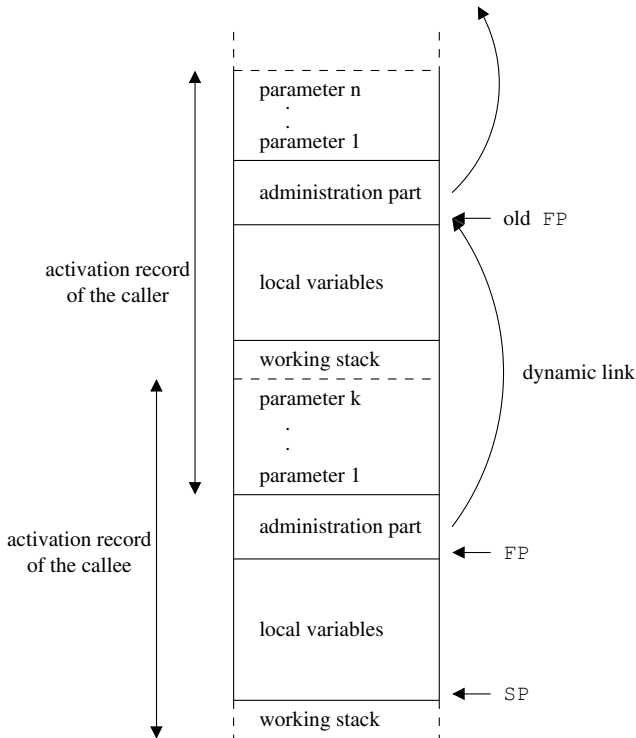 parameter n
.
.
parameter 1
administration part
old FP
activation record
of the caller
local variables
working stack
dynamic link
parameter k
.
.
parameter 1
administration part
activation record
of the callee
FP
local variables
SP
working stack